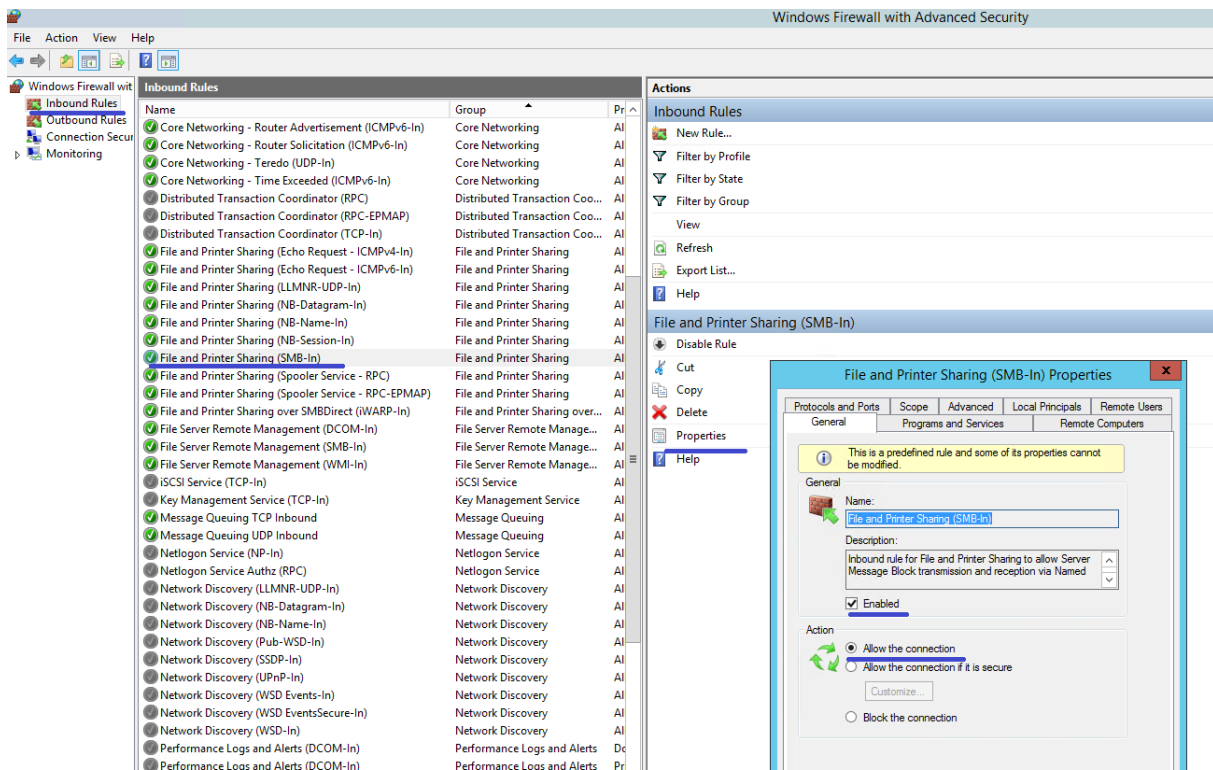 Windows Firewall with Advanced Security
File Action View Help
Windows Firewall wit
Inbound Rules
Outbound Rules
Connection Secur
Monitoring
Inbound Rules
Name Group Pr
Core Networking - Router Advertisement (ICMPv6-In) Core Networking Al
Core Networking - Router Solicitation (ICMPv6-In) Core Networking Al
Core Networking - Teredo (UDP-In) Core Networking Al
Core Networking - Time Exceeded (ICMPv6-In) Core Networking Al
Distributed Transaction Coordinator (RPC) Distributed Transaction Coo... Al
Distributed Transaction Coordinator (RPC-EPMAP) Distributed Transaction Coo... Al
Distributed Transaction Coordinator (TCP-In) Distributed Transaction Coo... Al
File and Printer Sharing (Echo Request - ICMPv4-In) File and Printer Sharing Al
File and Printer Sharing (Echo Request - ICMPv6-In) File and Printer Sharing Al
File and Printer Sharing (LLMNR-UDP-In) File and Printer Sharing Al
File and Printer Sharing (NB-Datagram-In) File and Printer Sharing Al
File and Printer Sharing (NB-Name-In) File and Printer Sharing Al
File and Printer Sharing (NB-Session-In) File and Printer Sharing Al
File and Printer Sharing (SMB-In) File and Printer Sharing Al
File and Printer Sharing (Spooler Service - RPC) File and Printer Sharing Al
File and Printer Sharing (Spooler Service - RPC-EPMAP) File and Printer Sharing Al
File and Printer Sharing over SMBDirect (iWARP-In) File and Printer Sharing over... Al
File Server Remote Management (DCOM-In) File Server Remote Manage... Al
File Server Remote Management (SMB-In) File Server Remote Manage... Al
File Server Remote Management (WMI-In) File Server Remote Manage... Al
iSCSI Service (TCP-In) iSCSI Service Al
Key Management Service (TCP-In) Key Management Service Al
Message Queuing TCP Inbound Message Queuing Al
Message Queuing UDP Inbound Message Queuing Al
Netlogon Service (NP-In) Netlogon Service Al
Netlogon Service Authz (RPC) Netlogon Service Al
Network Discovery (LLMNR-UDP-In) Network Discovery Al
Network Discovery (NB-Datagram-In) Network Discovery Al
Network Discovery (NB-Name-In) Network Discovery Al
Network Discovery (Pub-WSD-In) Network Discovery Al
Network Discovery (SSDP-In) Network Discovery Al
Network Discovery (UPnP-In) Network Discovery Al
Network Discovery (WSD Events-In) Network Discovery Al
Network Discovery (WSD EventsSecure-In) Network Discovery Al
Network Discovery (WSD-In) Network Discovery Al
Performance Logs and Alerts (DCOM-In) Performance Logs and Alerts Do
Performance Logs and Alerts (DCOM-In) Performance Logs and Alerts Pr
Actions
Inbound Rules
New Rule...
Filter by Profile
Filter by State
Filter by Group
View
Refresh
Export List...
Help
File and Printer Sharing (SMB-In)
Disable Rule
Cut
Copy
Delete
Properties
Help
File and Printer Sharing (SMB-In) Properties
x
Protocols and Ports Scope Advanced Local Principals Remote Users
General Programs and Services Remote Computers
This is a predefined rule and some of its properties cannot
be modified.
General
Name:
File and Printer Sharing (SMB-In)
Description:
Inbound rule for File and Printer Sharing to allow Server
Message Block transmission and reception via Named
Enabled
Action
Allow the connection
Allow the connection if it is secure
Customize...
Block the connection